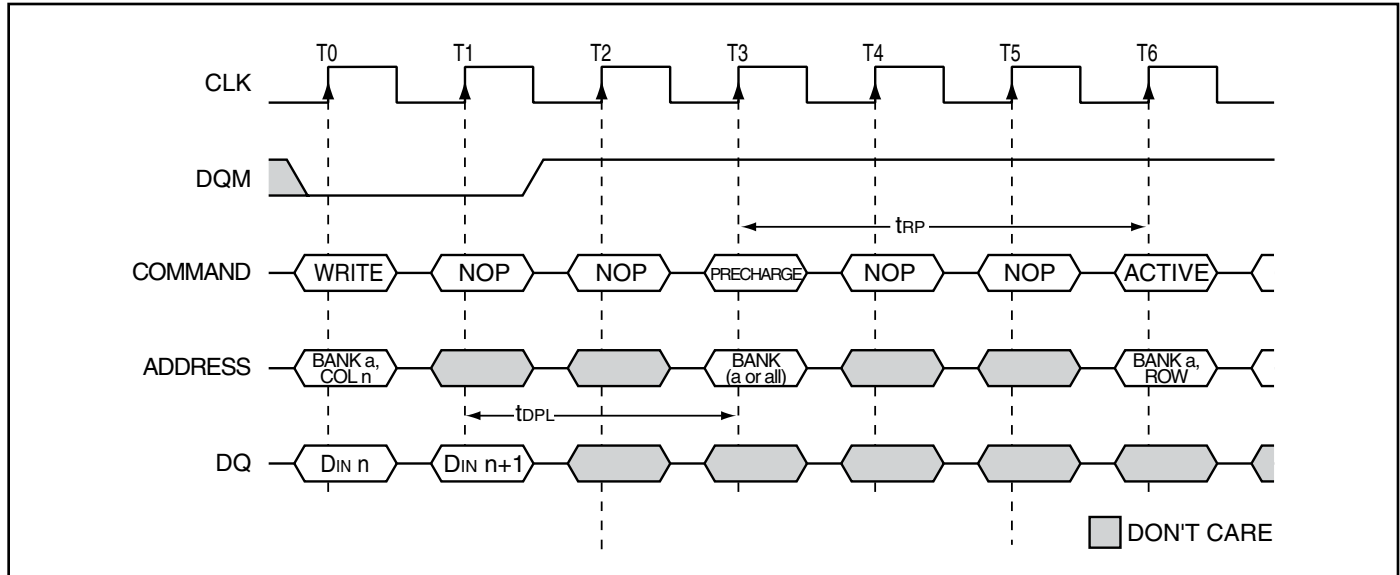 T0 T1 T2 T3 T4 T5 T6
CLK
DQM
tRP
COMMAND WRITE NOP NOP PRECHARGE NOP NOP ACTIVE
ADDRESS BANK a, COL n BANK (a or all) BANK a, ROW
tDPL
DQ DIN n DIN n+1
DON'T CARE